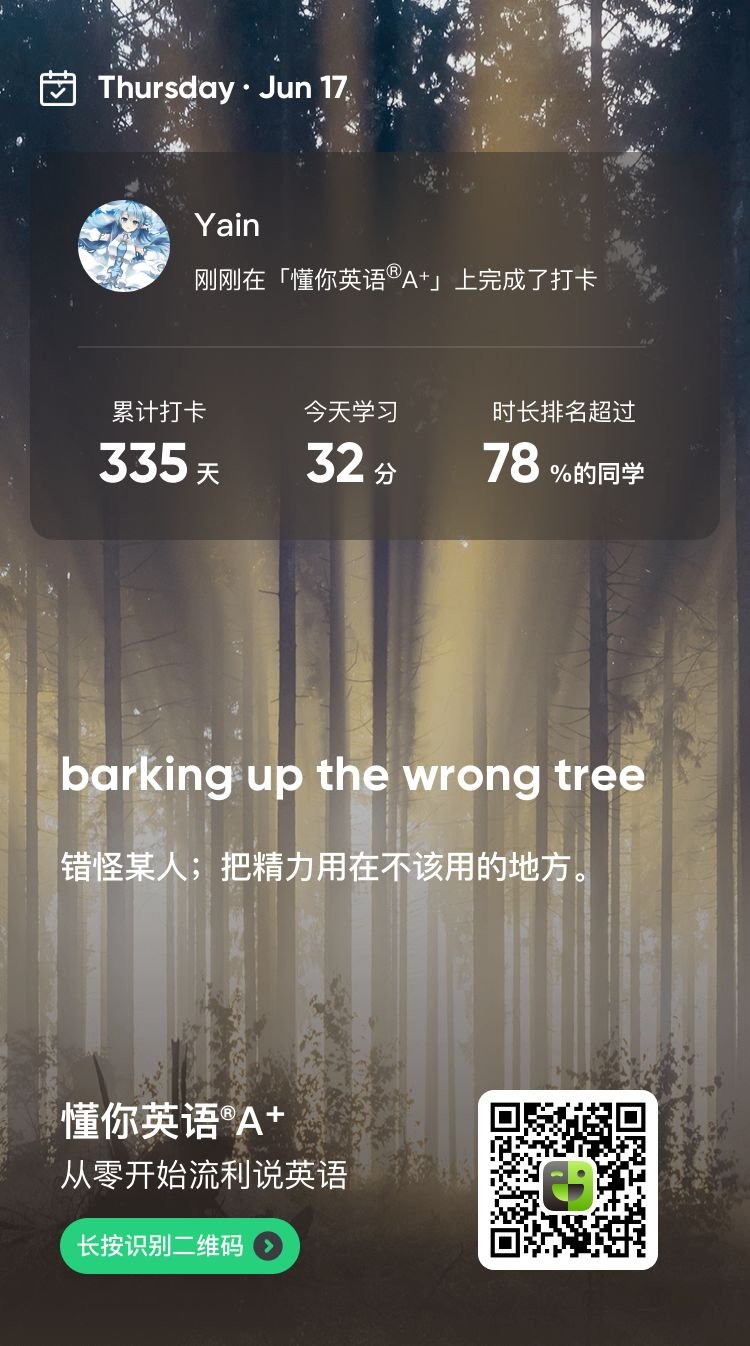 Thursday · Jun 17
Yain
刚刚在「懂你英语®A⁺」上完成了打卡
累计打卡 今天学习 时长排名超过
335 天 32 分 78 %的同学
barking up the wrong tree
错怪某人；把精力用在不该用的地方。
懂你英语®A⁺
从零开始流利说英语
长按识别二维码